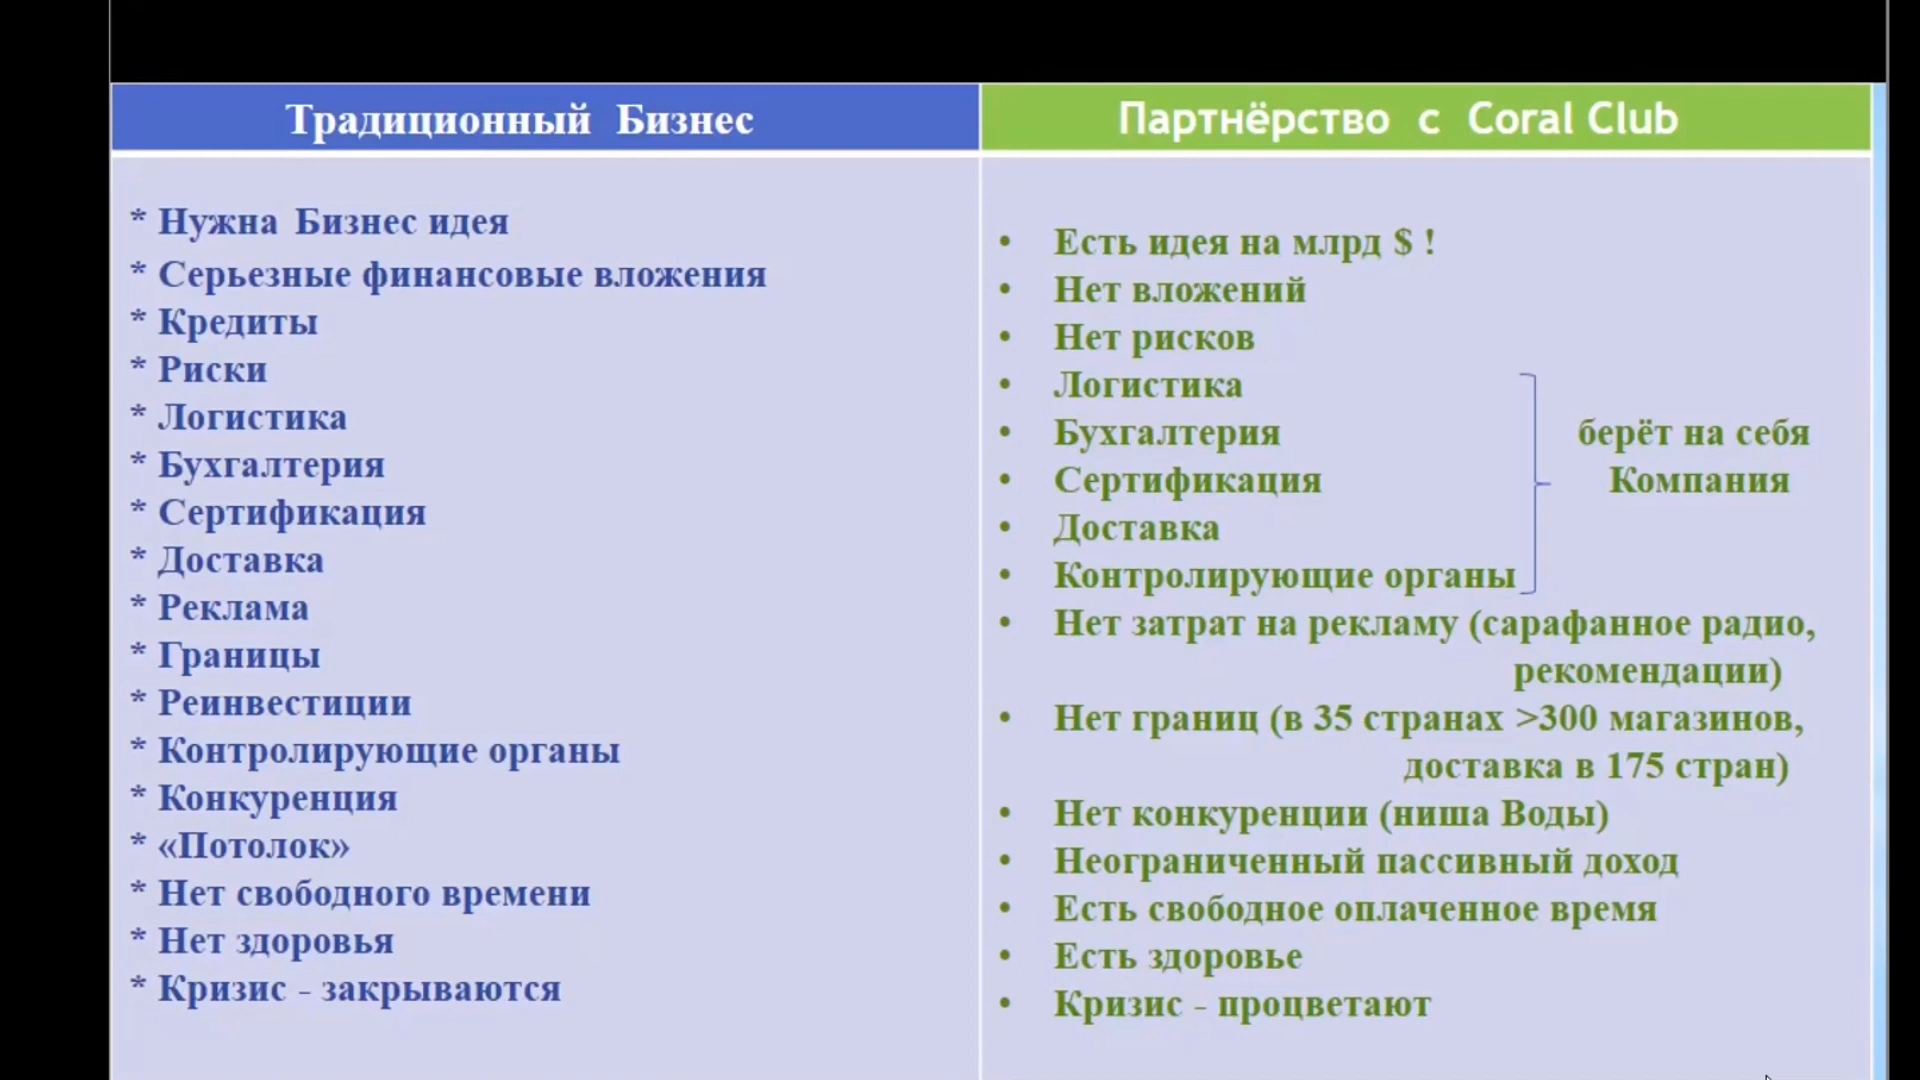 Традиционный Бизнес
* Нужна Бизнес идея
* Серьезные финансовые вложения
* Кредиты
* Риски
* Логистика
* Бухгалтерия
* Сертификация
* Доставка
* Реклама
* Границы
* Реинвестиции
* Контролирующие органы
* Конкуренция
* «Потолок»
* Нет свободного времени
* Нет здоровья
* Кризис - закрываются
Партнёрство с Coral Club
• Есть идея на млрд $ !
• Нет вложений
• Нет рисков
• Логистика
• Бухгалтерия
• Сертификация
• Доставка
• Контролирующие органы
берёт на себя
Компания
• Нет затрат на рекламу (сарафанное радио,
рекомендации)
• Нет границ (в 35 странах >300 магазинов,
доставка в 175 стран)
• Нет конкуренции (ниша Воды)
• Неограниченный пассивный доход
• Есть свободное оплаченное время
• Есть здоровье
• Кризис - процветают